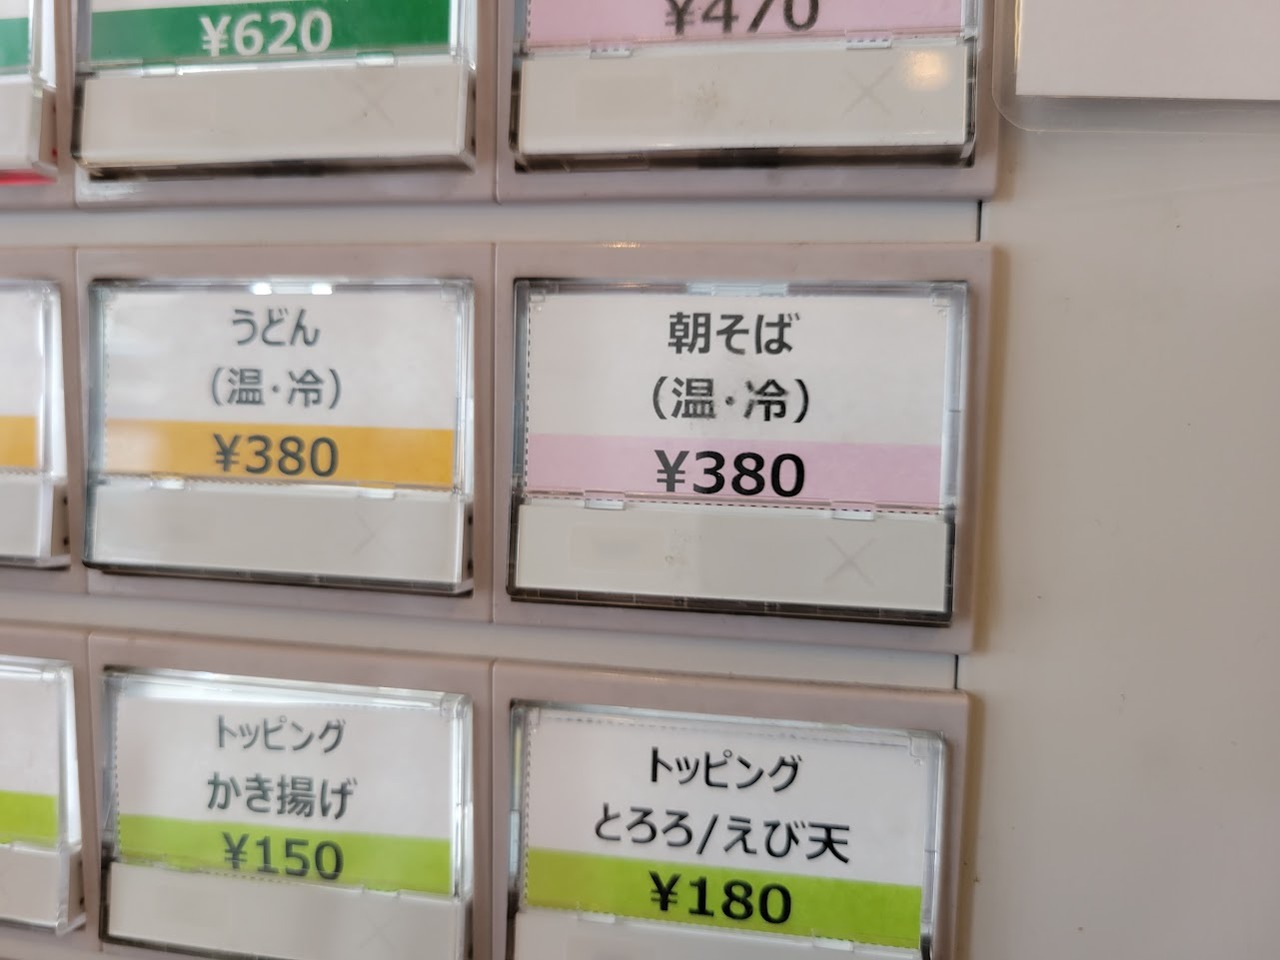 ¥620
¥470
うどん
(温・冷)
¥380
朝そば
(温・冷)
¥380
トッピング
かき揚げ
¥150
トッピング
とろろ/えび天
¥180